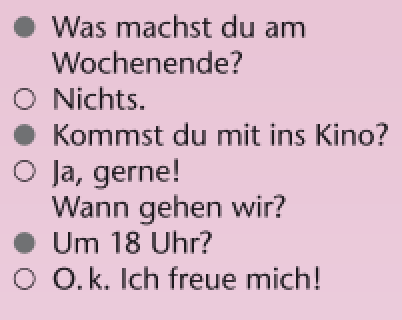 Was machst du am
Wochenende?
Nichts.
Kommst du mit ins Kino?
Ja, gerne!
Wann gehen wir?
Um 18 Uhr?
O. k. Ich freue mich!